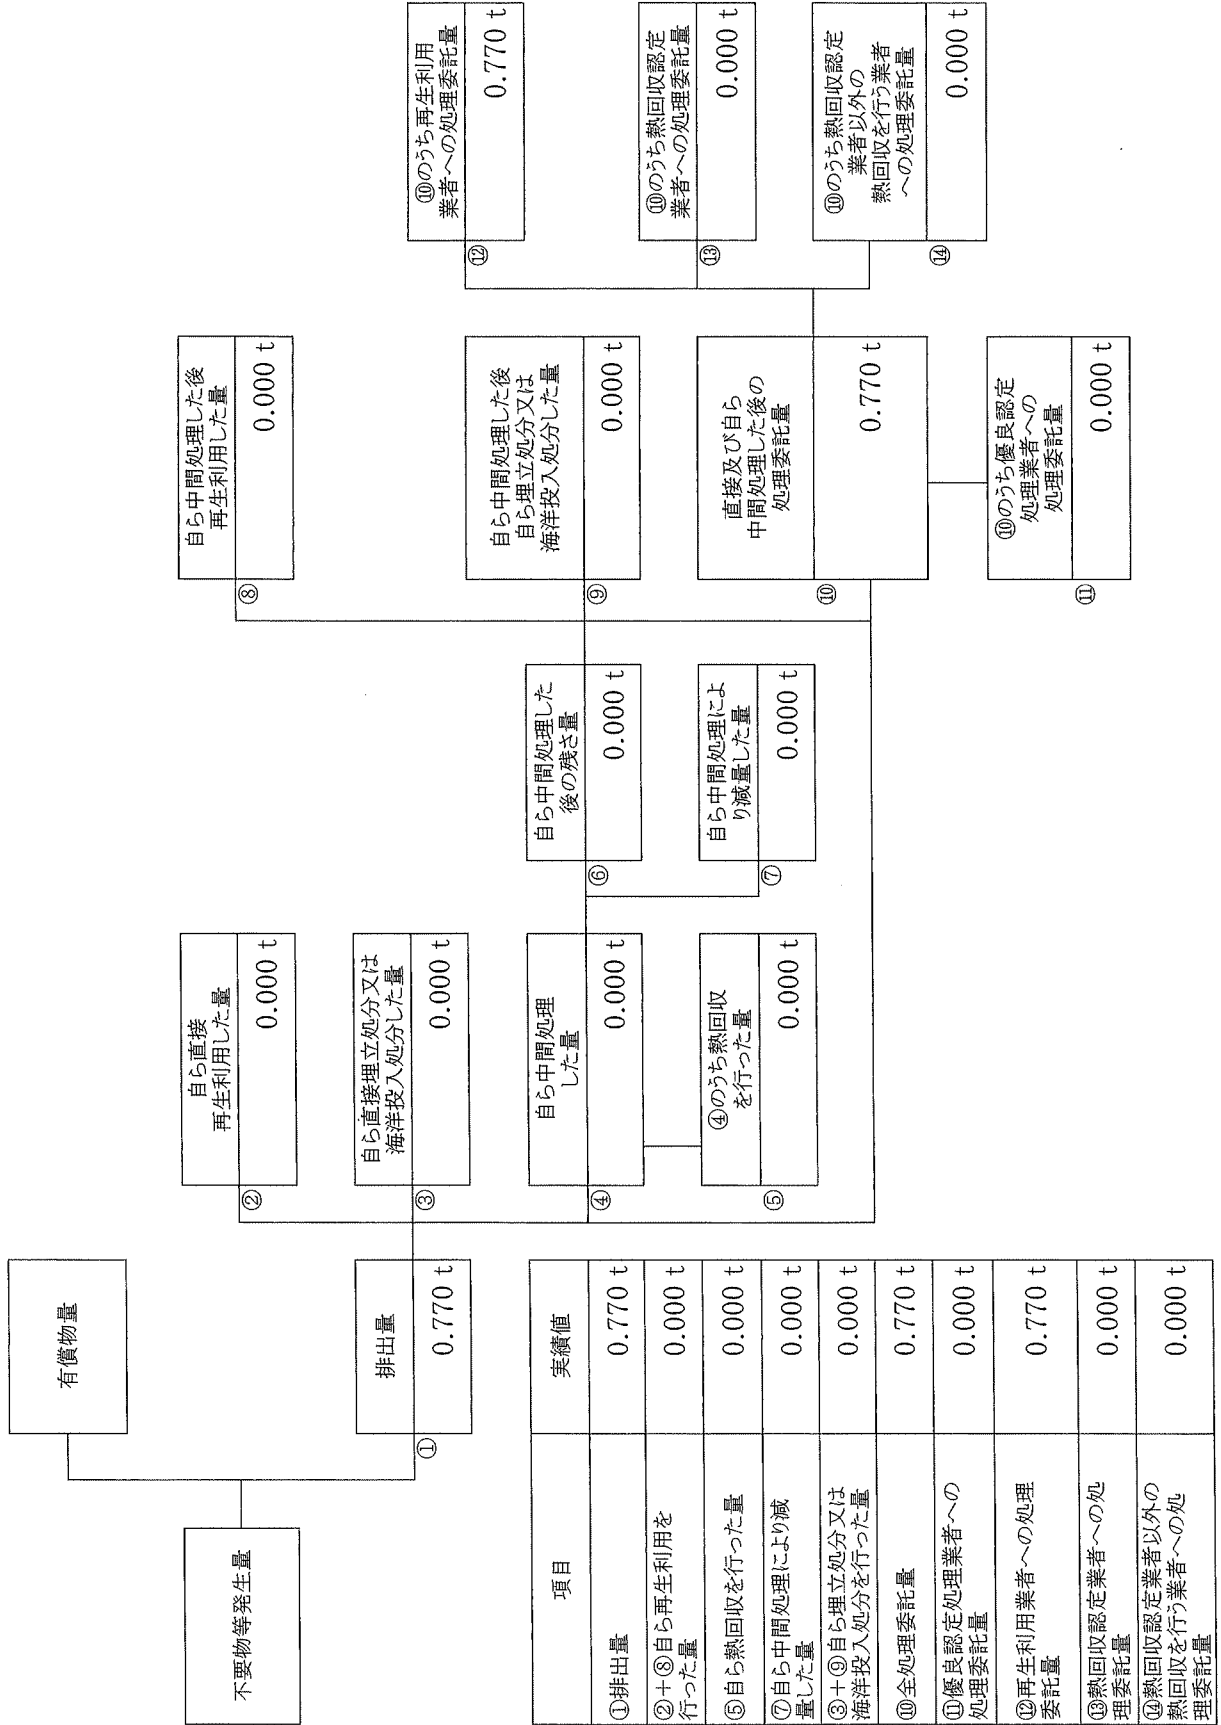 不要物等発生量
有償物量
排出量
①
0.770 t
自ら直接
再生利用した量
②
0.000 t
自ら直接埋立処分又は
海洋投入処分した量
③
0.000 t
自ら中間処理
した量
④
0.000 t
④のうち熱回収
を行った量
⑤
0.000 t
自ら中間処理した
後の残さ量
⑥
0.000 t
自ら中間処理によ
り減量した量
⑦
0.000 t
自ら中間処理した後
再生利用した量
⑧
0.000 t
自ら中間処理した後
自ら埋立処分又は
海洋投入処分した量
⑨
0.000 t
直接及び自ら
中間処理した後の
処理委託量
⑩
0.770 t
⑩のうち優良認定
処理業者への
処理委託量
⑪
0.000 t
⑩のうち再生利用
業者への処理委託量
⑫
0.770 t
⑩のうち熱回収認定
業者への処理委託量
⑬
0.000 t
⑩のうち熱回収認定
業者以外の
熱回収を行う業者
への処理委託量
⑭
0.000 t
項目 実績値
①排出量 0.770 t
②+⑧自ら再生利用を
行った量 0.000 t
⑤自ら熱回収を行った量 0.000 t
⑦自ら中間処理により減
量した量 0.000 t
③+⑨自ら埋立処分又は
海洋投入処分を行った量 0.000 t
⑩全処理委託量 0.770 t
⑪優良認定処理業者への
処理委託量 0.000 t
⑫再生利用業者への処理
委託量 0.770 t
⑬熱回収認定業者への処
理委託量 0.000 t
⑭熱回収認定業者以外の
熱回収を行う業者への処
理委託量 0.000 t